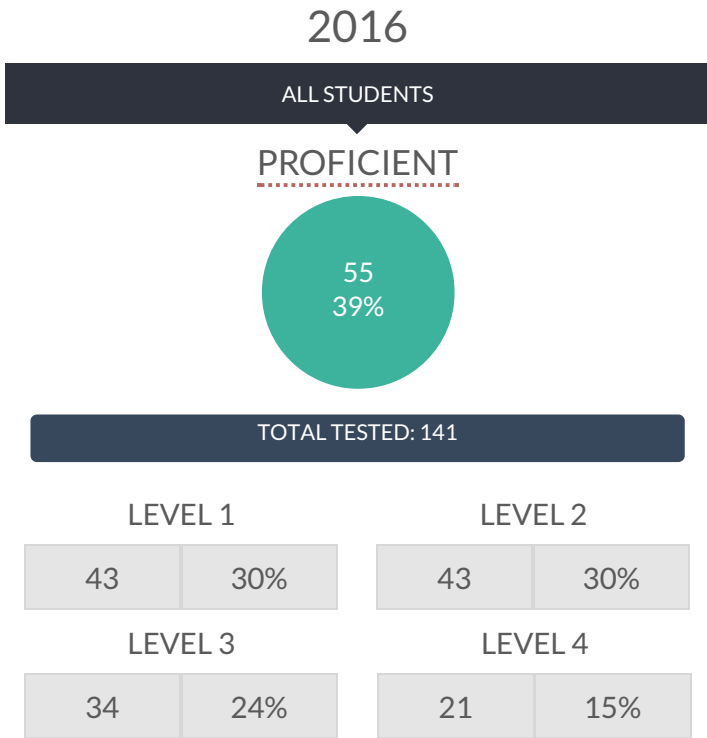 2016
ALL STUDENTS
PROFICIENT
55
39%
TOTAL TESTED: 141
LEVEL 1 LEVEL 2
43 30% 43 30%
LEVEL 3 LEVEL 4
34 24% 21 15%